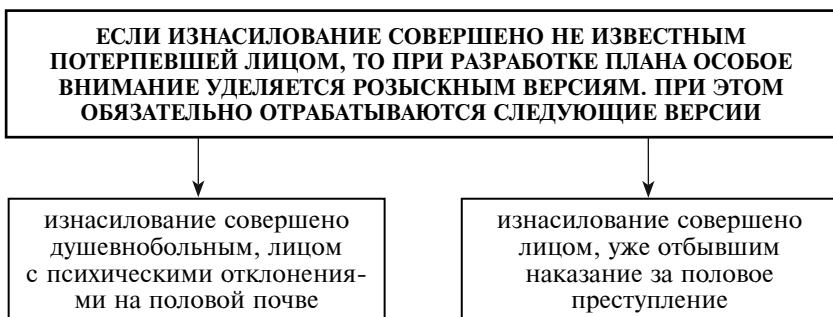 ЕСЛИ ИЗНАСИЛОВАНИЕ СОВЕРШЕНО НЕ ИЗВЕСТНЫМ
ПОТЕРПЕВШЕЙ ЛИЦОМ, ТО ПРИ РАЗРАБОТКЕ ПЛАНА ОСОБОЕ
ВНИМАНИЕ УДЕЛЯЕТСЯ РОЗЫСКНЫМ ВЕРСИЯМ. ПРИ ЭТОМ
ОБЯЗАТЕЛЬНО ОТРАБАТЫВАЮТСЯ СЛЕДУЮЩИЕ ВЕРСИИ
изнасилование совершено
душевнобольным, лицом
с психическими отклонения-
ми на половой почве
изнасилование совершено
лицом, уже отбывшим
наказание за половое
преступление